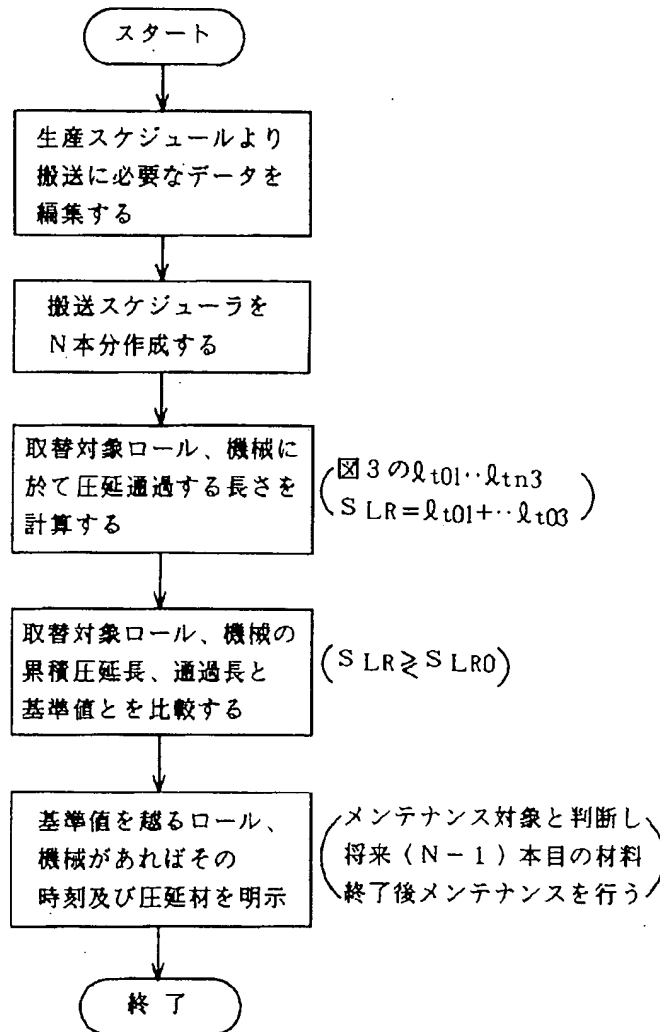 スタート
生産スケジュールより
搬送に必要なデータを
編集する
搬送スケジューラを
N本分作成する
取替対象ロール、機械に
於て圧延通過する長さを
計算する
(図3のℓt01‥ℓtn3
SLR=ℓt01+‥ℓt03)
取替対象ロール、機械の
累積圧延長、通過長と
基準値とを比較する
(SLR≷SLR0)
基準値を越るロール、
機械があればその
時刻及び圧延材を明示
(メンテナンス対象と判断し
将来(N-1)本目の材料
終了後メンテナンスを行う)
終了